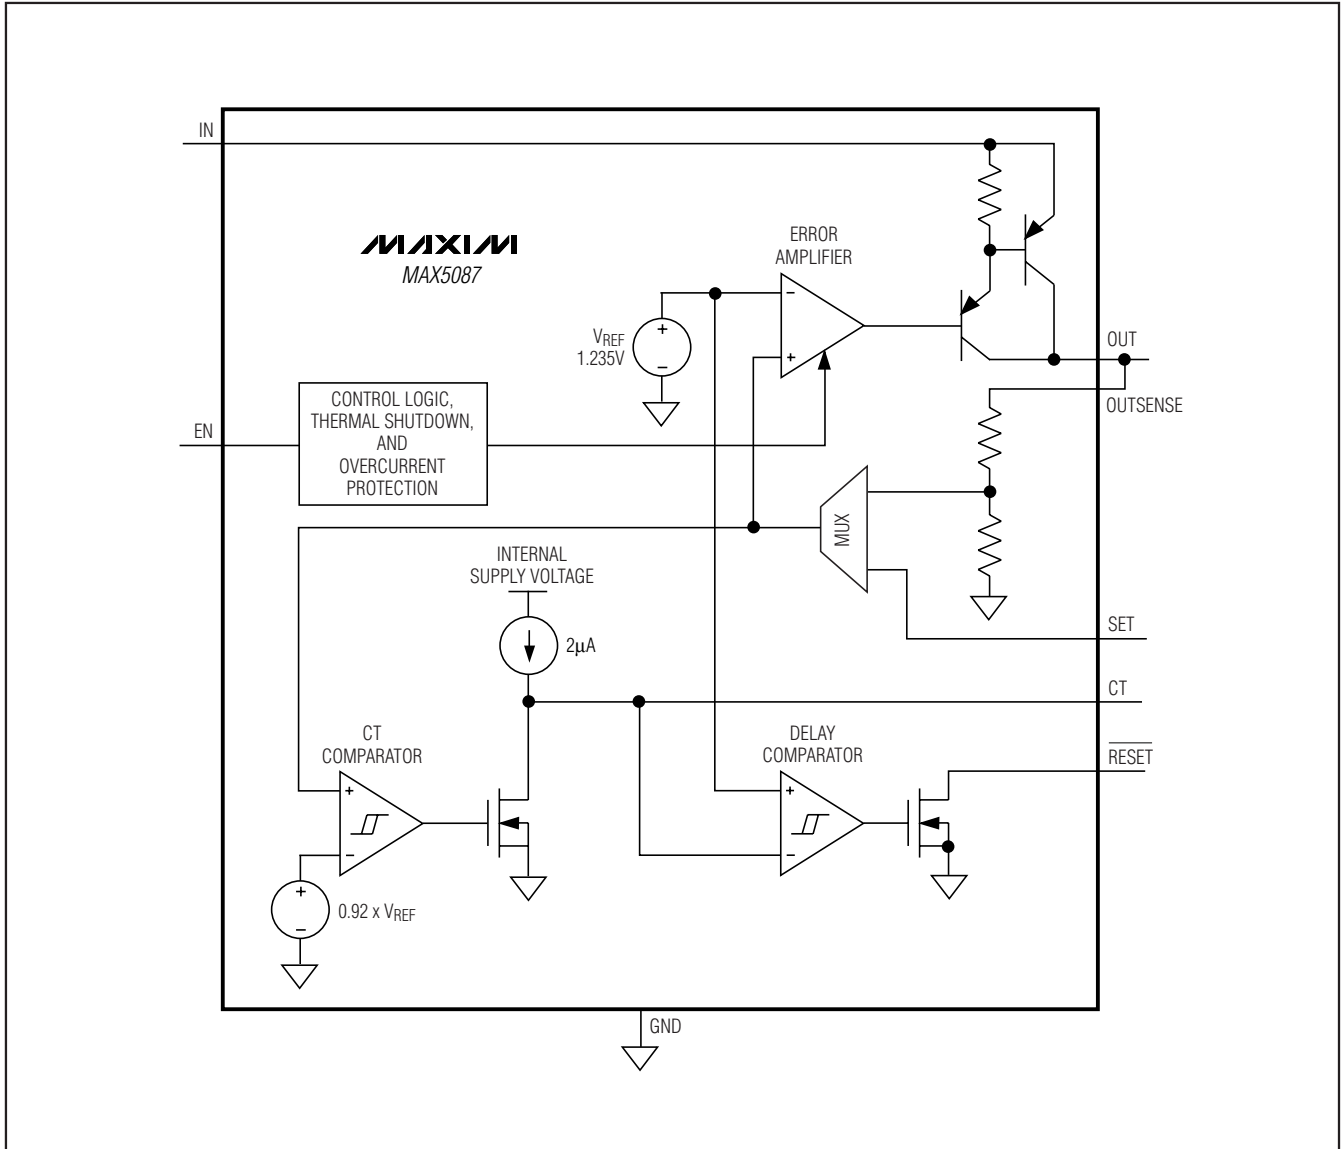 IN
MAXIM
MAX5087
ERROR
AMPLIFIER
−
+
+
−
VREF
1.235V
OUT
OUTSENSE
CONTROL LOGIC,
THERMAL SHUTDOWN,
AND
OVERCURRENT
PROTECTION
EN
MUX
INTERNAL
SUPPLY VOLTAGE
2µA
SET
CT
CT
COMPARATOR
+
−
DELAY
COMPARATOR
+
−
RESET
+
−
0.92 x VREF
GND